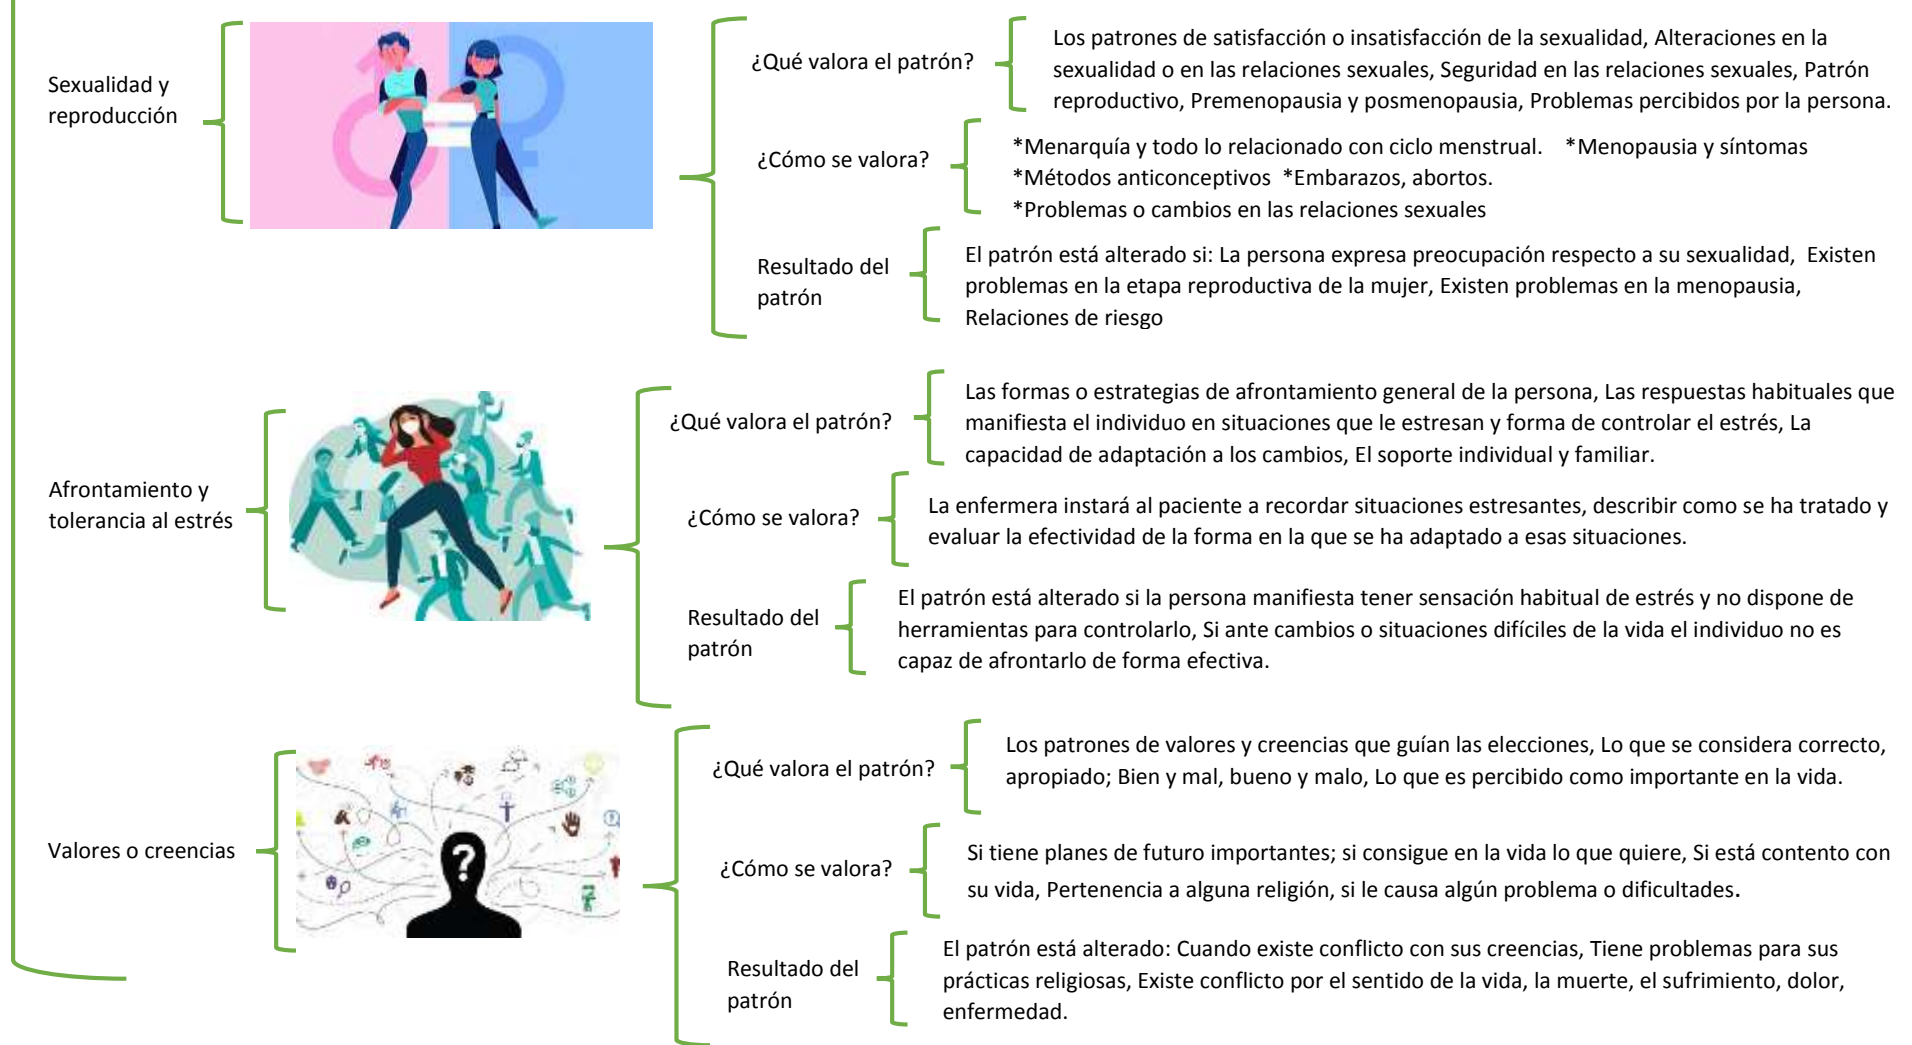 Sexualidad y
reproducción
¿Qué valora el patrón?
Los patrones de satisfacción o insatisfacción de la sexualidad, Alteraciones en la
sexualidad o en las relaciones sexuales, Seguridad en las relaciones sexuales, Patrón
reproductivo, Premenopausia y posmenopausia, Problemas percibidos por la persona.
¿Cómo se valora?
*Menarquía y todo lo relacionado con ciclo menstrual. *Menopausia y síntomas
*Métodos anticonceptivos *Embarazos, abortos.
*Problemas o cambios en las relaciones sexuales
Resultado del
patrón
El patrón está alterado si: La persona expresa preocupación respecto a su sexualidad, Existen
problemas en la etapa reproductiva de la mujer, Existen problemas en la menopausia,
Relaciones de riesgo
Afrontamiento y
tolerancia al estrés
¿Qué valora el patrón?
Las formas o estrategias de afrontamiento general de la persona, Las respuestas habituales que
manifiesta el individuo en situaciones que le estresan y forma de controlar el estrés, La
capacidad de adaptación a los cambios, El soporte individual y familiar.
¿Cómo se valora?
La enfermera instará al paciente a recordar situaciones estresantes, describir como se ha tratado y
evaluar la efectividad de la forma en la que se ha adaptado a esas situaciones.
Resultado del
patrón
El patrón está alterado si la persona manifiesta tener sensación habitual de estrés y no dispone de
herramientas para controlarlo, Si ante cambios o situaciones difíciles de la vida el individuo no es
capaz de afrontarlo de forma efectiva.
Valores o creencias
?
¿Qué valora el patrón?
Los patrones de valores y creencias que guían las elecciones, Lo que se considera correcto,
apropiado; Bien y mal, bueno y malo, Lo que es percibido como importante en la vida.
¿Cómo se valora?
Si tiene planes de futuro importantes; si consigue en la vida lo que quiere, Si está contento con
su vida, Pertenencia a alguna religión, si le causa algún problema o dificultades.
Resultado del
patrón
El patrón está alterado: Cuando existe conflicto con sus creencias, Tiene problemas para sus
prácticas religiosas, Existe conflicto por el sentido de la vida, la muerte, el sufrimiento, dolor,
enfermedad.